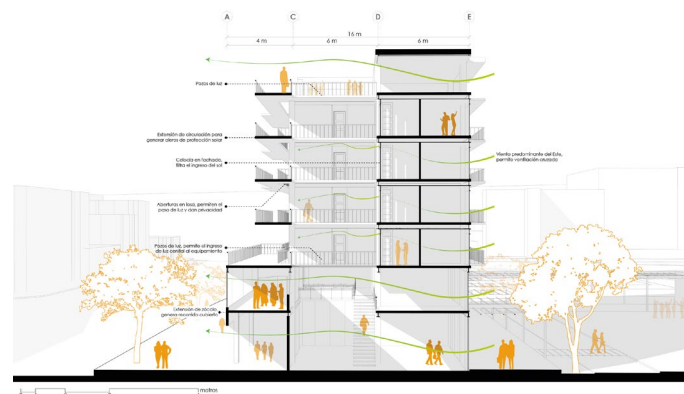 A C D E
16 m
4 m 6 m 6 m
Pozos de luz
Extensión de circulación para
generar aleros de protección solar
Celosía en fachada,
filtra el ingreso del sol
Viento predominante del Este,
permite ventilación cruzada
Aberturas en losa, permiten el
paso de luz y dan privacidad
Pozos de luz, permite el ingreso
de luz cenital al equipamiento
Extensión de zócalo
genera recorrido cubierto
metros